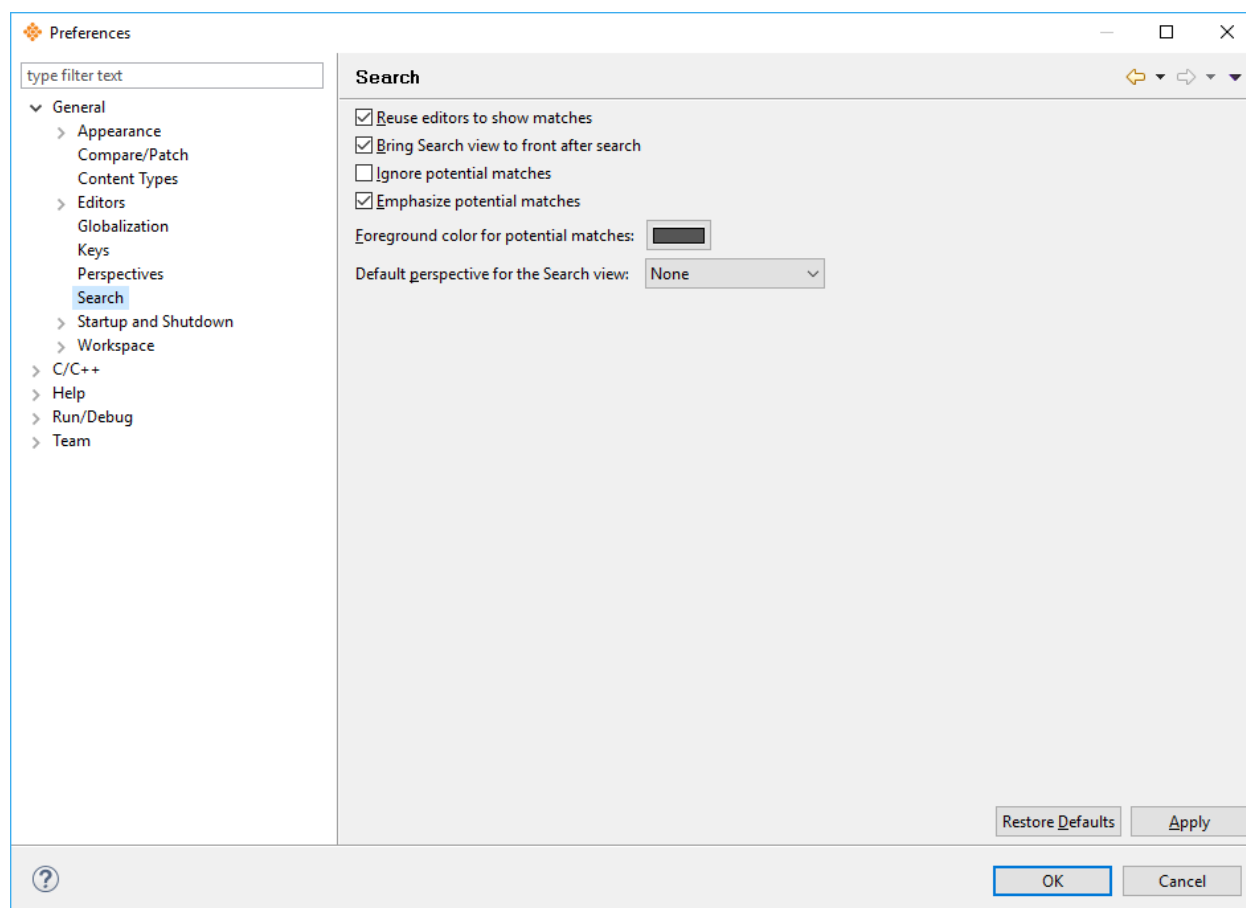 Preferences
type filter text
General
Appearance
Compare/Patch
Content Types
Editors
Globalization
Keys
Perspectives
Search
Startup and Shutdown
Workspace
C/C++
Help
Run/Debug
Team
Search
Reuse editors to show matches
Bring Search view to front after search
Ignore potential matches
Emphasize potential matches
Foreground color for potential matches:
Default perspective for the Search view: None
Restore Defaults Apply
? OK Cancel